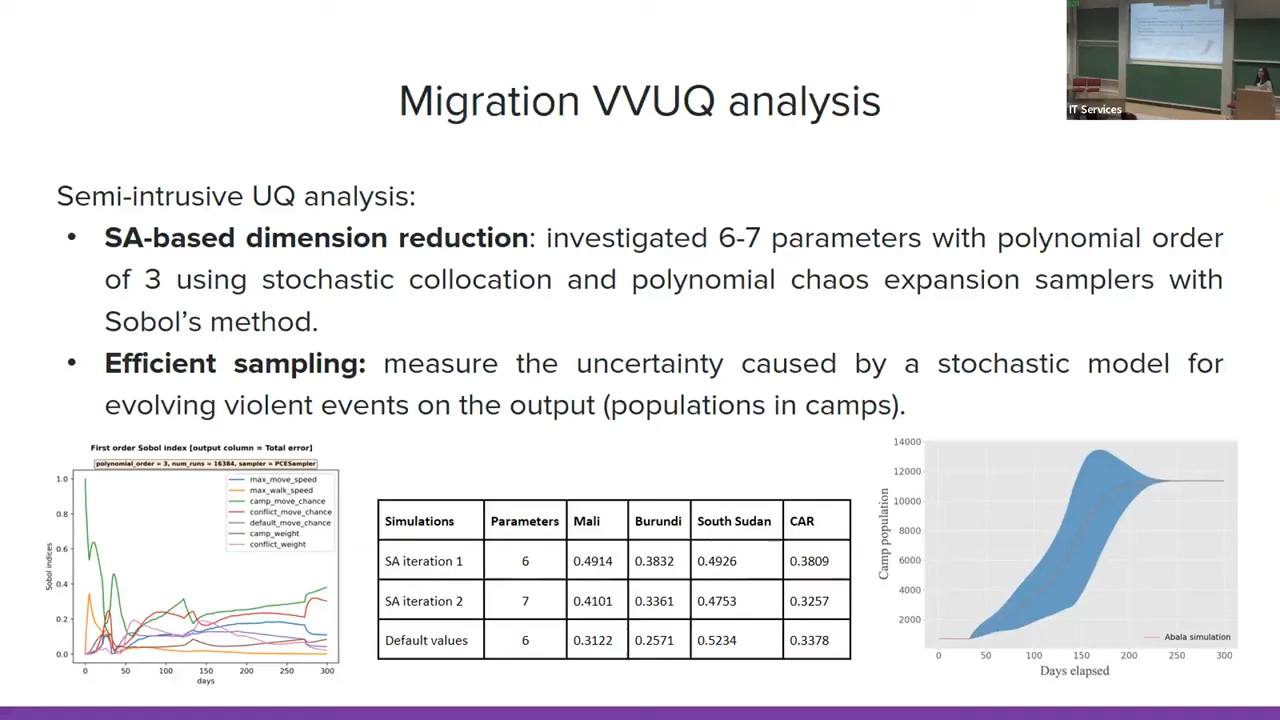 IT Services
Migration VVUQ analysis
Semi-intrusive UQ analysis:
• SA-based dimension reduction: investigated 6-7 parameters with polynomial order
of 3 using stochastic collocation and polynomial chaos expansion samplers with
Sobol's method.
• Efficient sampling: measure the uncertainty caused by a stochastic model for
evolving violent events on the output (populations in camps).
First order Sobol index [output column = Total error]
polynomial_order = 3, num_runs = 16384, sampler = PCESampler
max_move_speed
max_walk_speed
camp_move_chance
conflict_move_chance
default_move_chance
camp_weight
conflict_weight
Sobol indices
1.0
0.8
0.6
0.4
0.2
0.0
0 50 100 150 200 250 300
days
Simulations Parameters Mali Burundi South Sudan CAR
SA iteration 1 6 0.4914 0.3832 0.4926 0.3809
SA iteration 2 7 0.4101 0.3361 0.4753 0.3257
Default values 6 0.3122 0.2571 0.5234 0.3378
Camp population
14000
12000
10000
8000
6000
4000
2000
Abala simulation
0 50 100 150 200 250 300
Days elapsed